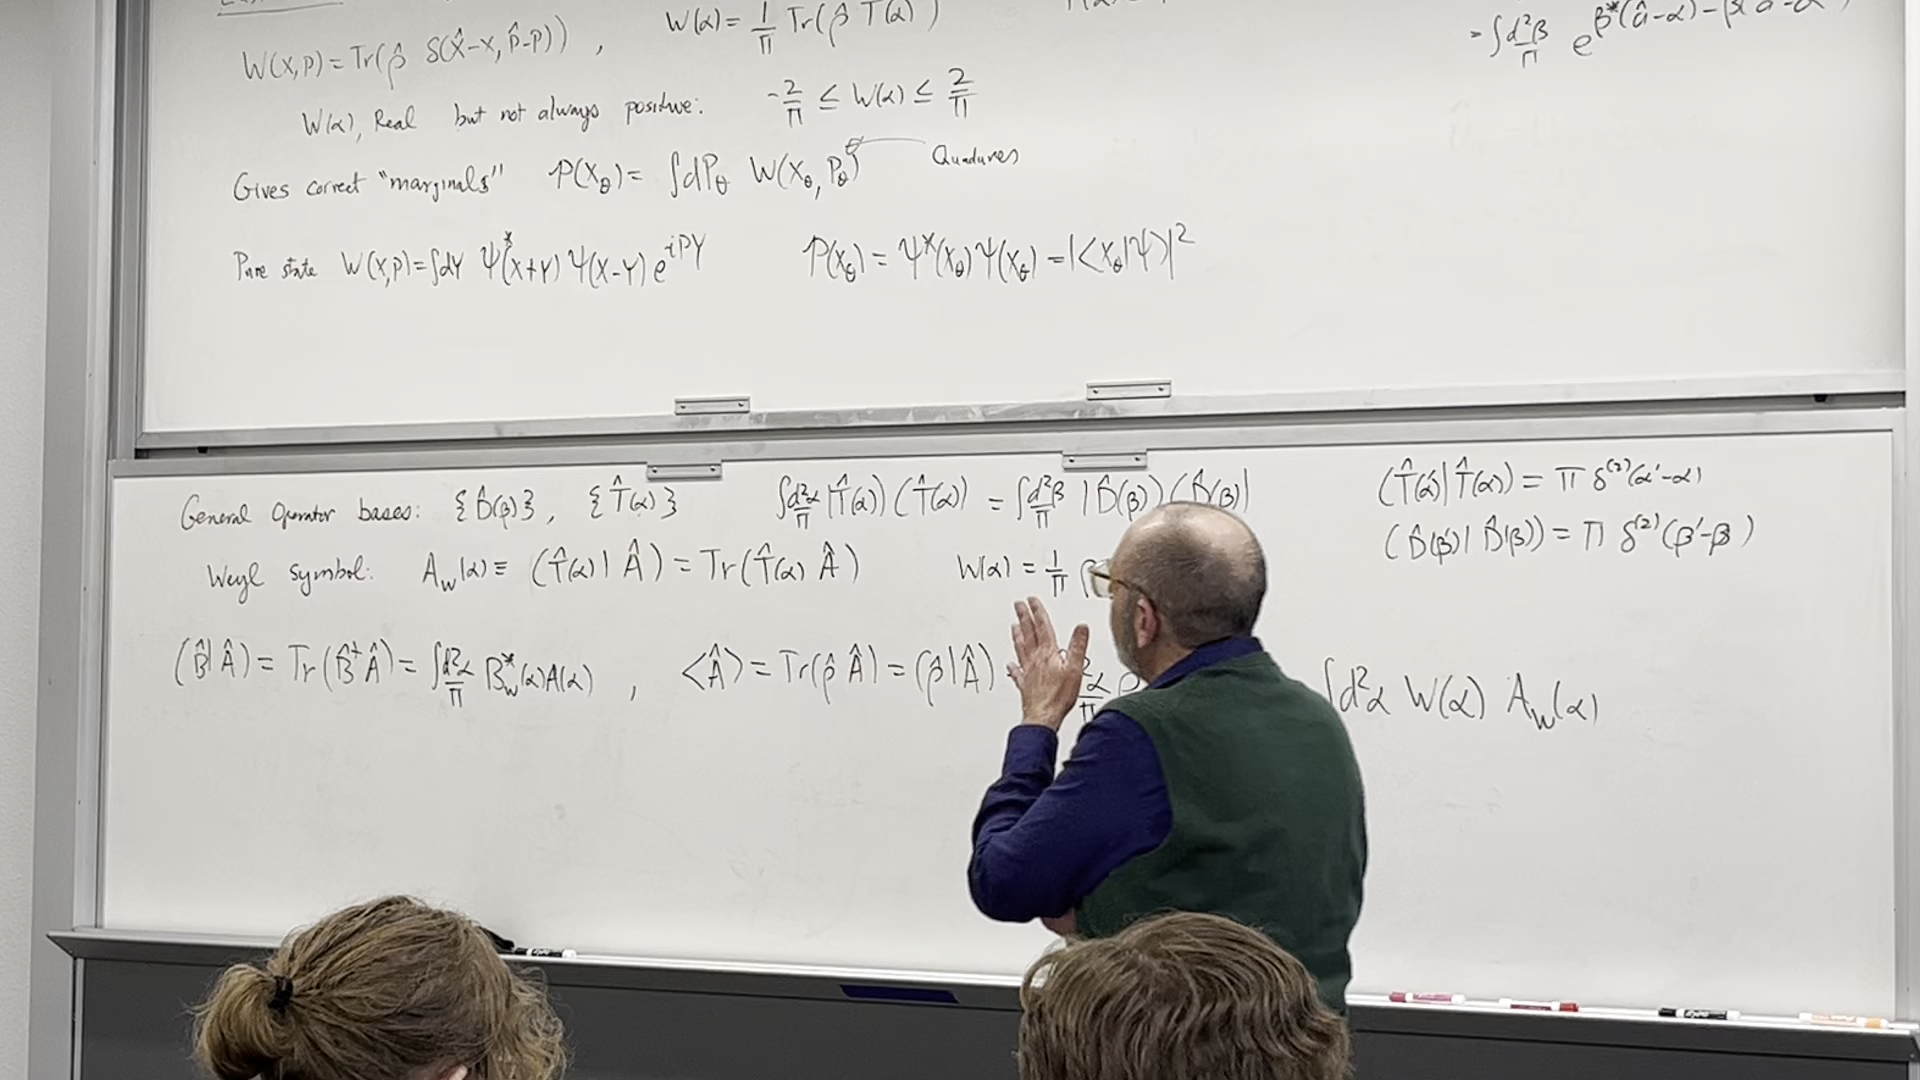 W(x,p) = Tr(ρ̂ δ(X̂-x, P̂-p)) , W(α) = 1/π Tr(ρ̂ T̂(α))
= ∫d²β/π e^β*(â-α)-β(
W(α), Real but not always positive: -2/π ≤ W(α) ≤ 2/π
Gives correct "marginals" P(X_θ) = ∫dP_θ W(X_θ, P_θ)
Pure state W(X,P) = ∫dY Ψ*(X+Y) Ψ(X-Y) e^iPY P(X_θ) = Ψ*(X_θ)Ψ(X_θ) = |<X_θ|Ψ>|²
General Operator bases: {D̂(β)}, {T̂(α)} ∫d²α/π |T̂(α))(T̂(α)| = ∫d²β/π |D̂(β))(D̂(β)| (T̂(α')|T̂(α)) = π δ⁽²⁾(α'-α)
(D̂(β')|D̂(β)) = π δ⁽²⁾(β'-β)
Weyl symbol: A_W(α) ≡ (T̂(α)|Â) = Tr(T̂(α) Â) W(α) = 1/π
(B̂|Â) = Tr(B̂†Â) = ∫d²α/π B*_W(α)A(α) , <Â> = Tr(ρ̂ Â) = (ρ̂|Â) ∫d²α W(α) A_W(α)